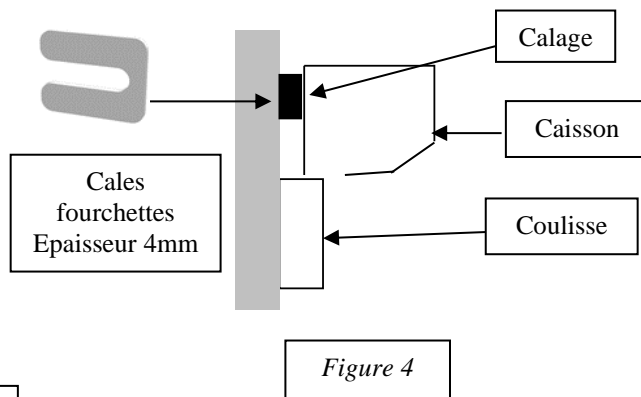 Calage
Caisson
Cales
fourchettes
Epaisseur 4mm
Coulisse
Figure 4